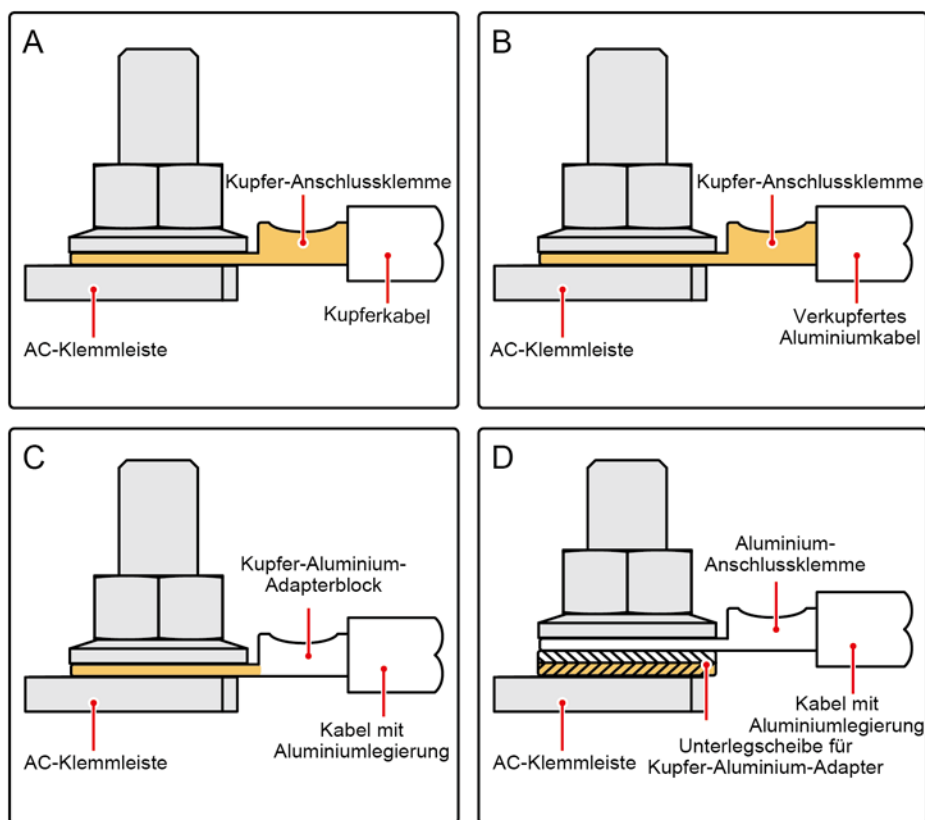 A
Kupfer-Anschlussklemme
Kupferkabel
AC-Klemmleiste
B
Kupfer-Anschlussklemme
Verkupfertes
Aluminiumkabel
AC-Klemmleiste
C
Kupfer-Aluminium-
Adapterblock
Kabel mit
Aluminiumlegierung
AC-Klemmleiste
D
Aluminium-
Anschlussklemme
Kabel mit
Aluminiumlegierung
Unterlegscheibe für
Kupfer-Aluminium-Adapter
AC-Klemmleiste